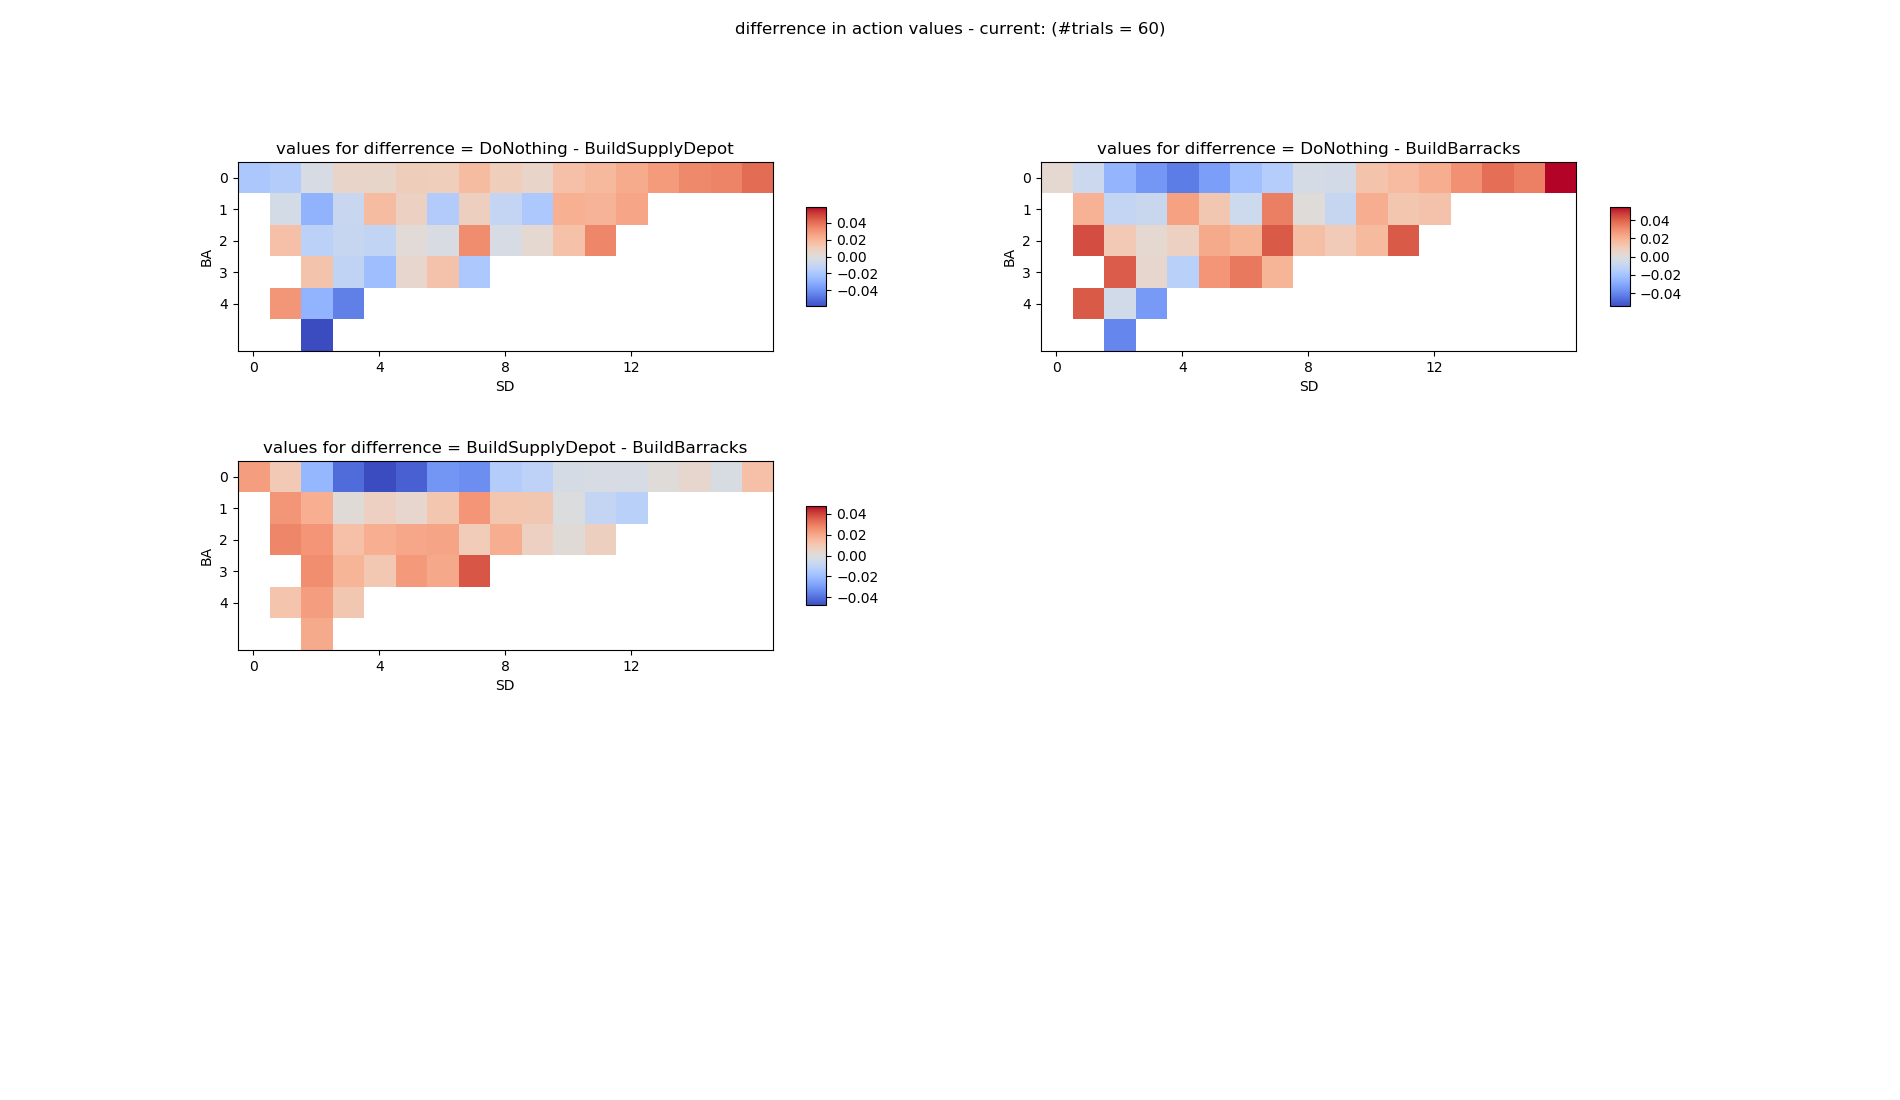 differrence in action values - current: (#trials = 60)
values for differrence = DoNothing - BuildSupplyDepot
0
1
2
3
4
BA
0 4 8 12
SD
0.04
0.02
0.00
−0.02
−0.04
values for differrence = DoNothing - BuildBarracks
0
1
2
3
4
BA
0 4 8 12
SD
0.04
0.02
0.00
−0.02
−0.04
values for differrence = BuildSupplyDepot - BuildBarracks
0
1
2
3
4
BA
0 4 8 12
SD
0.04
0.02
0.00
−0.02
−0.04